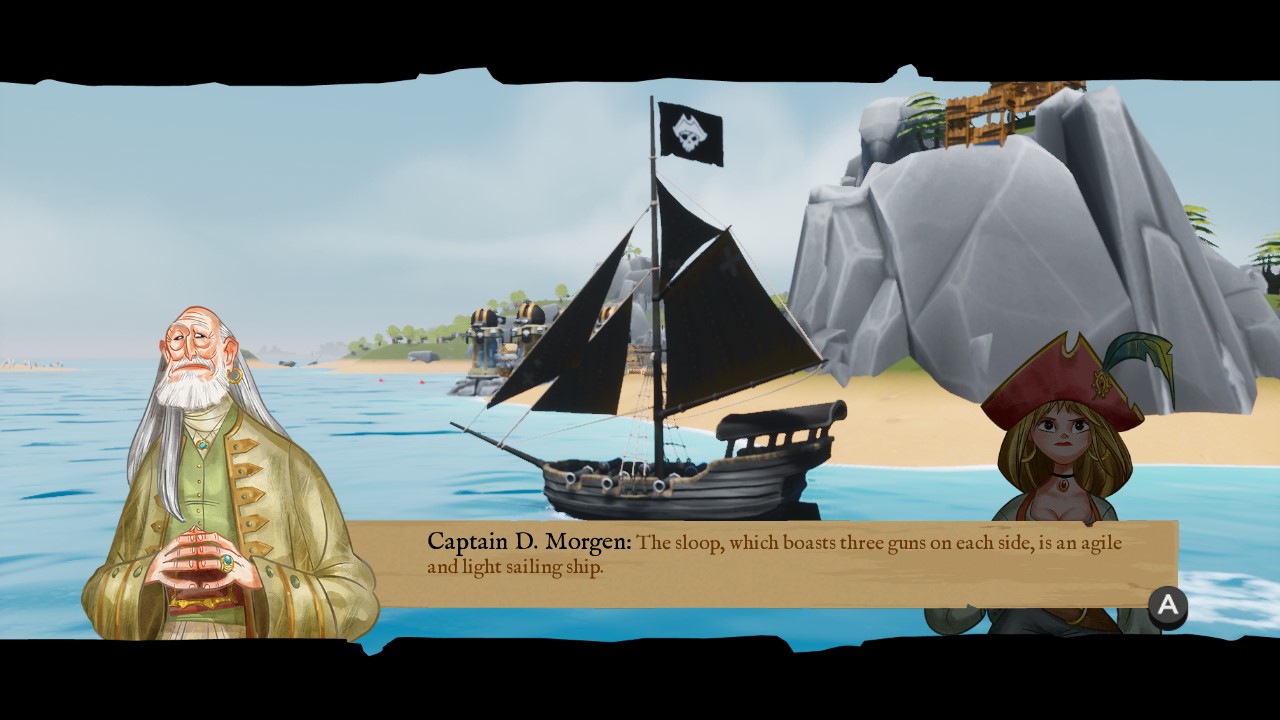 Captain D. Morgen: The sloop, which boasts three guns on each side, is an agile
and light sailing ship.
A